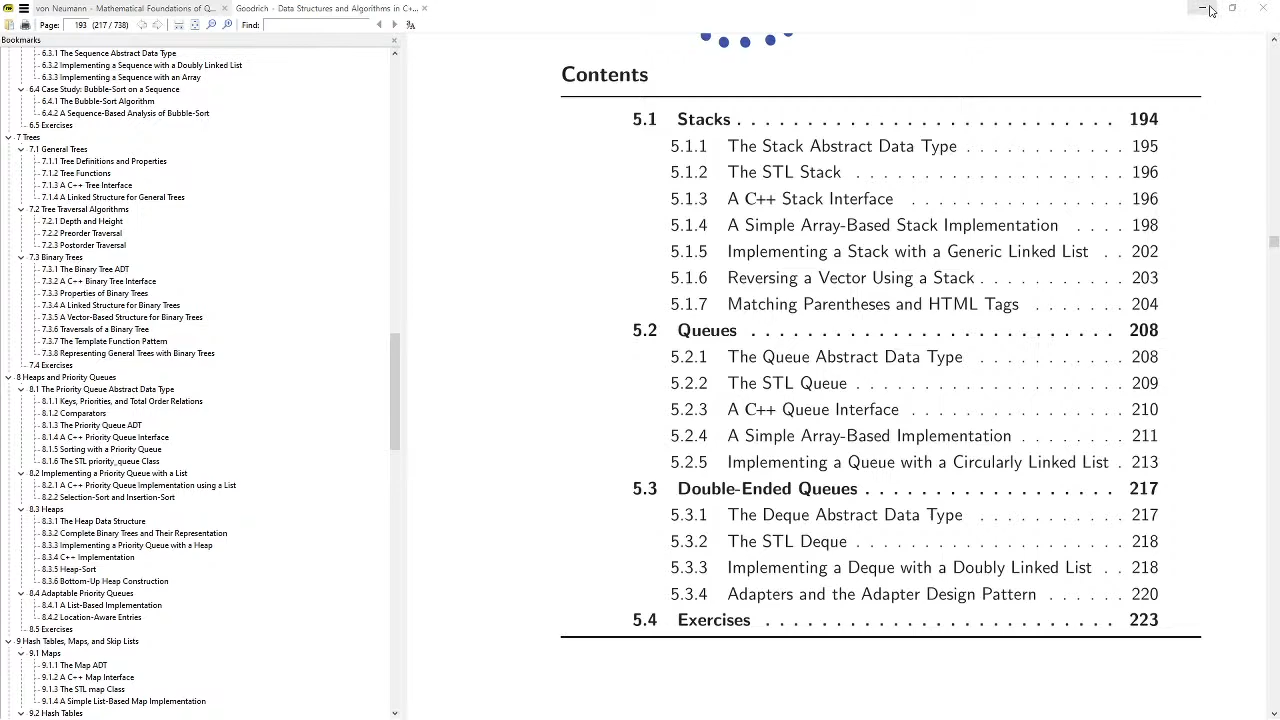 von Neumann - Mathematical Foundations of Q...
Goodrich - Data Structures and Algorithms in C+...
Page: 193 (217 / 738)
Find:
Bookmarks
6.3.1 The Sequence Abstract Data Type
6.3.2 Implementing a Sequence with a Doubly Linked List
6.3.3 Implementing a Sequence with an Array
6.4 Case Study: Bubble-Sort on a Sequence
6.4.1 The Bubble-Sort Algorithm
6.4.2 A Sequence-Based Analysis of Bubble-Sort
6.5 Exercises
7 Trees
7.1 General Trees
7.1.1 Tree Definitions and Properties
7.1.2 Tree Functions
7.1.3 A C++ Tree Interface
7.1.4 A Linked Structure for General Trees
7.2 Tree Traversal Algorithms
7.2.1 Depth and Height
7.2.2 Preorder Traversal
7.2.3 Postorder Traversal
7.3 Binary Trees
7.3.1 The Binary Tree ADT
7.3.2 A C++ Binary Tree Interface
7.3.3 Properties of Binary Trees
7.3.4 A Linked Structure for Binary Trees
7.3.5 A Vector-Based Structure for Binary Trees
7.3.6 Traversals of a Binary Tree
7.3.7 The Template Function Pattern
7.3.8 Representing General Trees with Binary Trees
7.4 Exercises
8 Heaps and Priority Queues
8.1 The Priority Queue Abstract Data Type
8.1.1 Keys, Priorities, and Total Order Relations
8.1.2 Comparators
8.1.3 The Priority Queue ADT
8.1.4 A C++ Priority Queue Interface
8.1.5 Sorting with a Priority Queue
8.1.6 The STL priority_queue Class
8.2 Implementing a Priority Queue with a List
8.2.1 A C++ Priority Queue Implementation using a List
8.2.2 Selection-Sort and Insertion-Sort
8.3 Heaps
8.3.1 The Heap Data Structure
8.3.2 Complete Binary Trees and Their Representation
8.3.3 Implementing a Priority Queue with a Heap
8.3.4 C++ Implementation
8.3.5 Heap-Sort
8.3.6 Bottom-Up Heap Construction
8.4 Adaptable Priority Queues
8.4.1 A List-Based Implementation
8.4.2 Location-Aware Entries
8.5 Exercises
9 Hash Tables, Maps, and Skip Lists
9.1 Maps
9.1.1 The Map ADT
9.1.2 A C++ Map Interface
9.1.3 The STL map Class
9.1.4 A Simple List-Based Map Implementation
9.2 Hash Tables
Contents
5.1 Stacks . . . . . . . . . . . . . . . . . . . . . . . . . . . 194
5.1.1 The Stack Abstract Data Type . . . . . . . . . . . . 195
5.1.2 The STL Stack . . . . . . . . . . . . . . . . . . . . 196
5.1.3 A C++ Stack Interface . . . . . . . . . . . . . . . . 196
5.1.4 A Simple Array-Based Stack Implementation . . . . 198
5.1.5 Implementing a Stack with a Generic Linked List . . 202
5.1.6 Reversing a Vector Using a Stack . . . . . . . . . . . 203
5.1.7 Matching Parentheses and HTML Tags . . . . . . . 204
5.2 Queues . . . . . . . . . . . . . . . . . . . . . . . . . . 208
5.2.1 The Queue Abstract Data Type . . . . . . . . . . . 208
5.2.2 The STL Queue . . . . . . . . . . . . . . . . . . . . 209
5.2.3 A C++ Queue Interface . . . . . . . . . . . . . . . . 210
5.2.4 A Simple Array-Based Implementation . . . . . . . . 211
5.2.5 Implementing a Queue with a Circularly Linked List . 213
5.3 Double-Ended Queues . . . . . . . . . . . . . . . . . . 217
5.3.1 The Deque Abstract Data Type . . . . . . . . . . . 217
5.3.2 The STL Deque . . . . . . . . . . . . . . . . . . . . 218
5.3.3 Implementing a Deque with a Doubly Linked List . . 218
5.3.4 Adapters and the Adapter Design Pattern . . . . . . 220
5.4 Exercises . . . . . . . . . . . . . . . . . . . . . . . . . 223